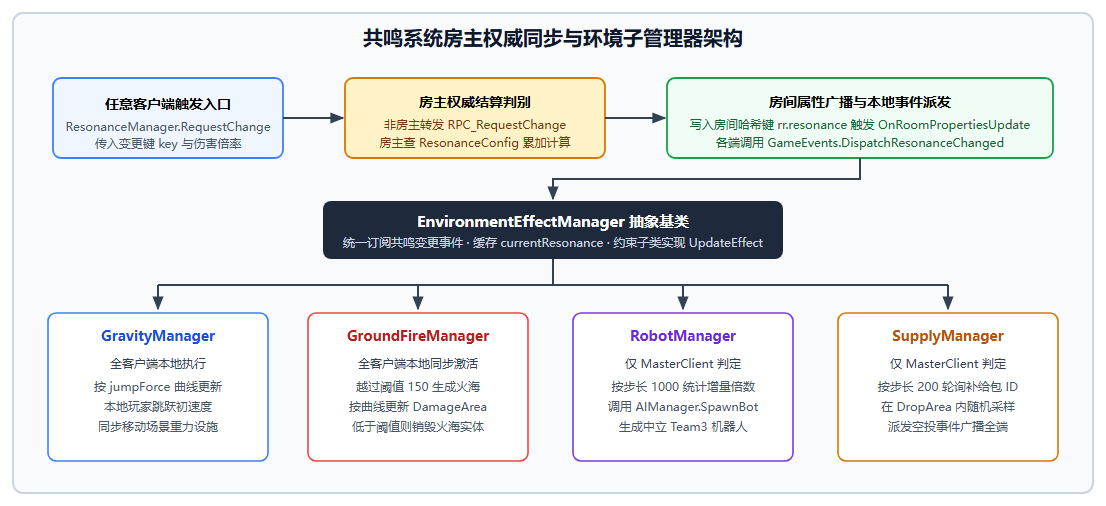 共鸣系统房主权威同步与环境子管理器架构
任意客户端触发入口
ResonanceManager.RequestChange
传入变更键 key 与伤害倍率
房主权威结算判别
非房主转发 RPC_RequestChange
房主查 ResonanceConfig 累加计算
房间属性广播与本地事件派发
写入房间哈希键 rr.resonance 触发 OnRoomPropertiesUpdate
各端调用 GameEvents.DispatchResonanceChanged
EnvironmentEffectManager 抽象基类
统一订阅共鸣变更事件 · 缓存 currentResonance · 约束子类实现 UpdateEffect
GravityManager
全客户端本地执行
按 jumpForce 曲线更新
本地玩家跳跃初速度
同步移动场景重力设施
GroundFireManager
全客户端本地同步激活
越过阈值 150 生成火海
按曲线更新 DamageArea
低于阈值则销毁火海实体
RobotManager
仅 MasterClient 判定
按步长 1000 统计增量倍数
调用 AIManager.SpawnBot
生成中立 Team3 机器人
SupplyManager
仅 MasterClient 判定
按步长 200 轮询补给包 ID
在 DropArea 内随机采样
派发空投事件广播全端